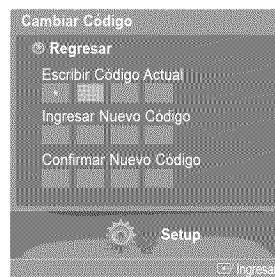 Cambiar Código
Regresar
Escribir Código Actual
Ingresar Nuevo Código
Confirmar Nuevo Código
Setup
Ingresar